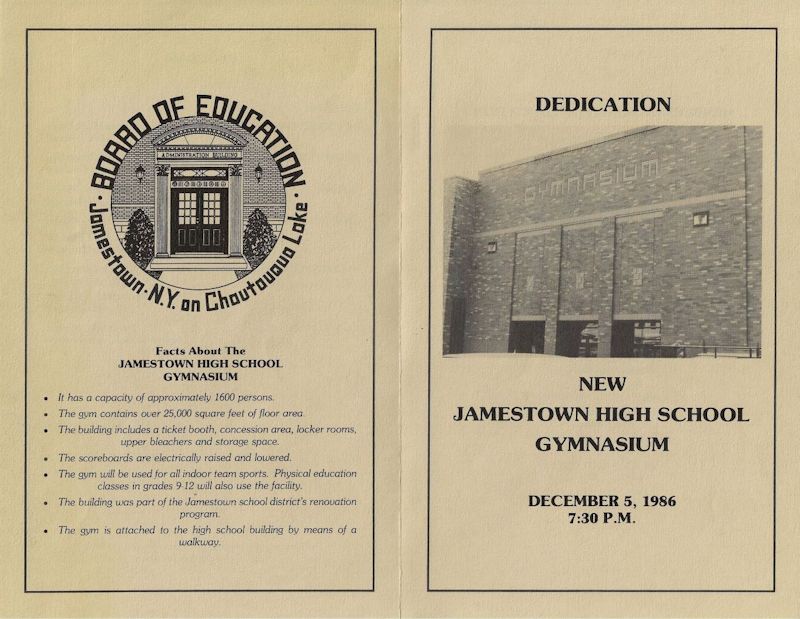 BOARD OF EDUCATION
ADMINISTRATION BUILDING
Jamestown · N.Y. on Chautauqua Lake
Facts About The
JAMESTOWN HIGH SCHOOL
GYMNASIUM
• It has a capacity of approximately 1600 persons.
• The gym contains over 25,000 square feet of floor area.
• The building includes a ticket booth, concession area, locker rooms,
upper bleachers and storage space.
• The scoreboards are electrically raised and lowered.
• The gym will be used for all indoor team sports. Physical education
classes in grades 9-12 will also use the facility.
• The building was part of the Jamestown school district's renovation
program.
• The gym is attached to the high school building by means of a
walkway.
DEDICATION
GYMNASIUM
NEW
JAMESTOWN HIGH SCHOOL
GYMNASIUM
DECEMBER 5, 1986
7:30 P.M.